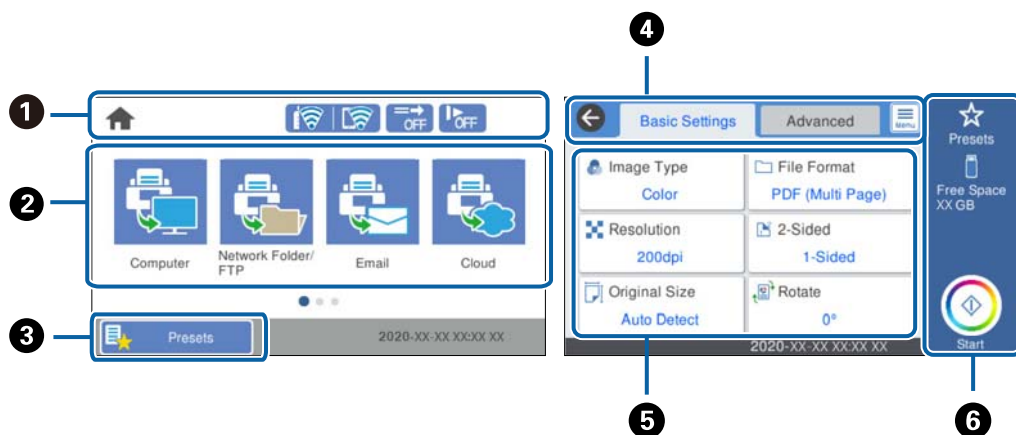 4
1
OFF
OFF
2
Computer
Network Folder/
FTP
Email
Cloud
3
Presets
2020-XX-XX XX:XX XX
Basic Settings
Advanced
Menu
Image Type
Color
File Format
PDF (Multi Page)
Resolution
200dpi
2-Sided
1-Sided
Original Size
Auto Detect
Rotate
0°
2020-XX-XX XX:XX XX
Presets
Free Space
XX GB
Start
5
6